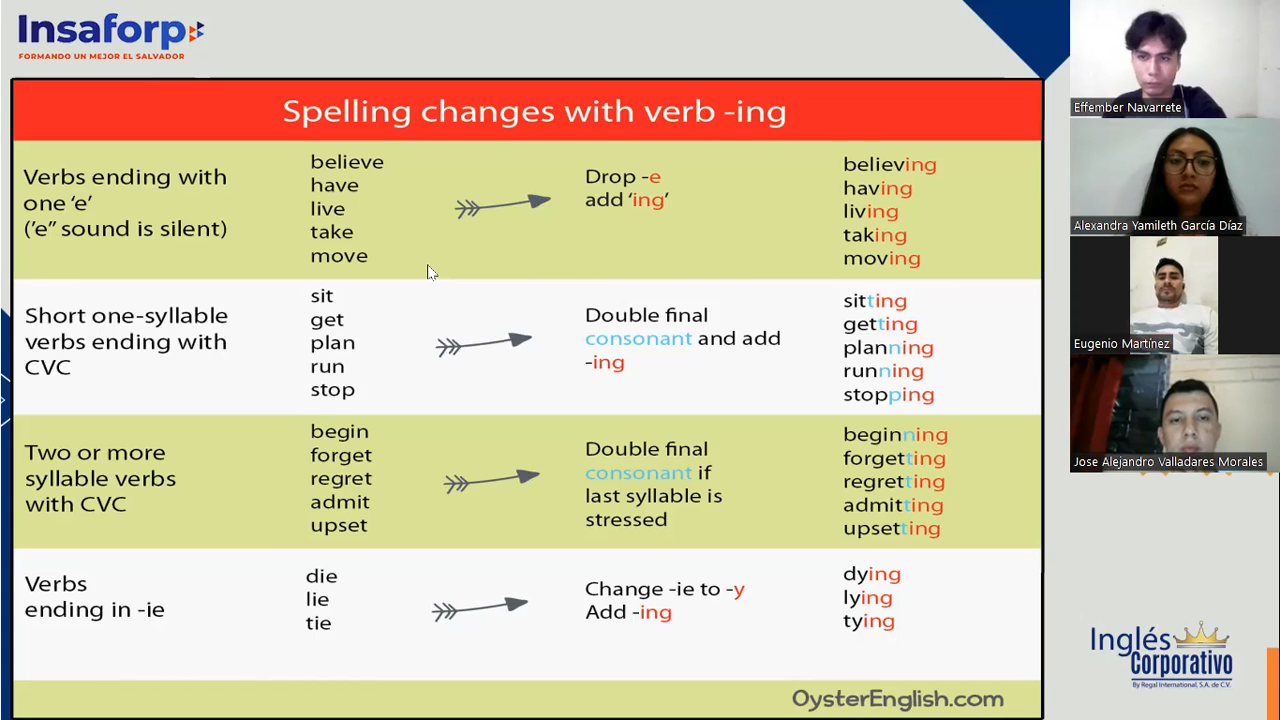 Insaforp
FORMANDO UN MEJOR EL SALVADOR
Spelling changes with verb -ing
Verbs ending with
one ‘e’
(’e” sound is silent)
believe
have
live
take
move
Drop -e
add ‘ing’
believing
having
living
taking
moving
Short one-syllable
verbs ending with
CVC
sit
get
plan
run
stop
Double final
consonant and add
-ing
sitting
getting
planning
running
stopping
Two or more
syllable verbs
with CVC
begin
forget
regret
admit
upset
Double final
consonant if
last syllable is
stressed
beginning
forgetting
regretting
admitting
upsetting
Verbs
ending in -ie
die
lie
tie
Change -ie to -y
Add -ing
dying
lying
tying
OysterEnglish.com
Effember Navarrete
Alexandra Yamileth García Díaz
Eugenio Martínez
Jose Alejandro Valladares Morales
Inglés
Corporativo
By Regal International, S.A. de C.V.